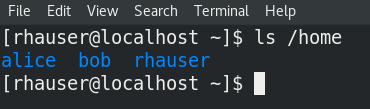 File Edit View Search Terminal Help
[rhauser@localhost ~]$ ls /home
alice bob rhauser
[rhauser@localhost ~]$